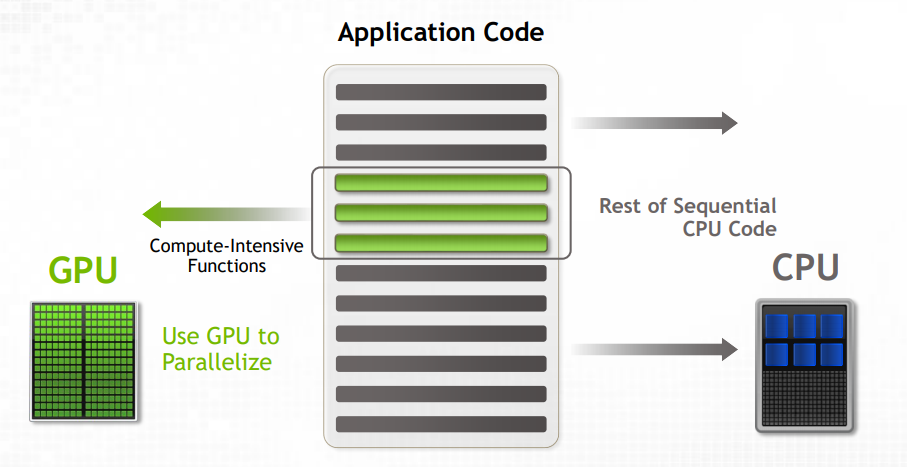 Application Code
Rest of Sequential
CPU Code
Compute-Intensive
Functions
GPU
CPU
Use GPU to
Parallelize